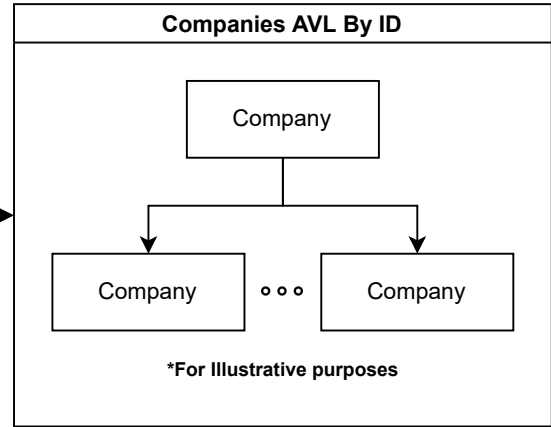 Companies AVL By ID
Company
Company
Company
*For Illustrative purposes